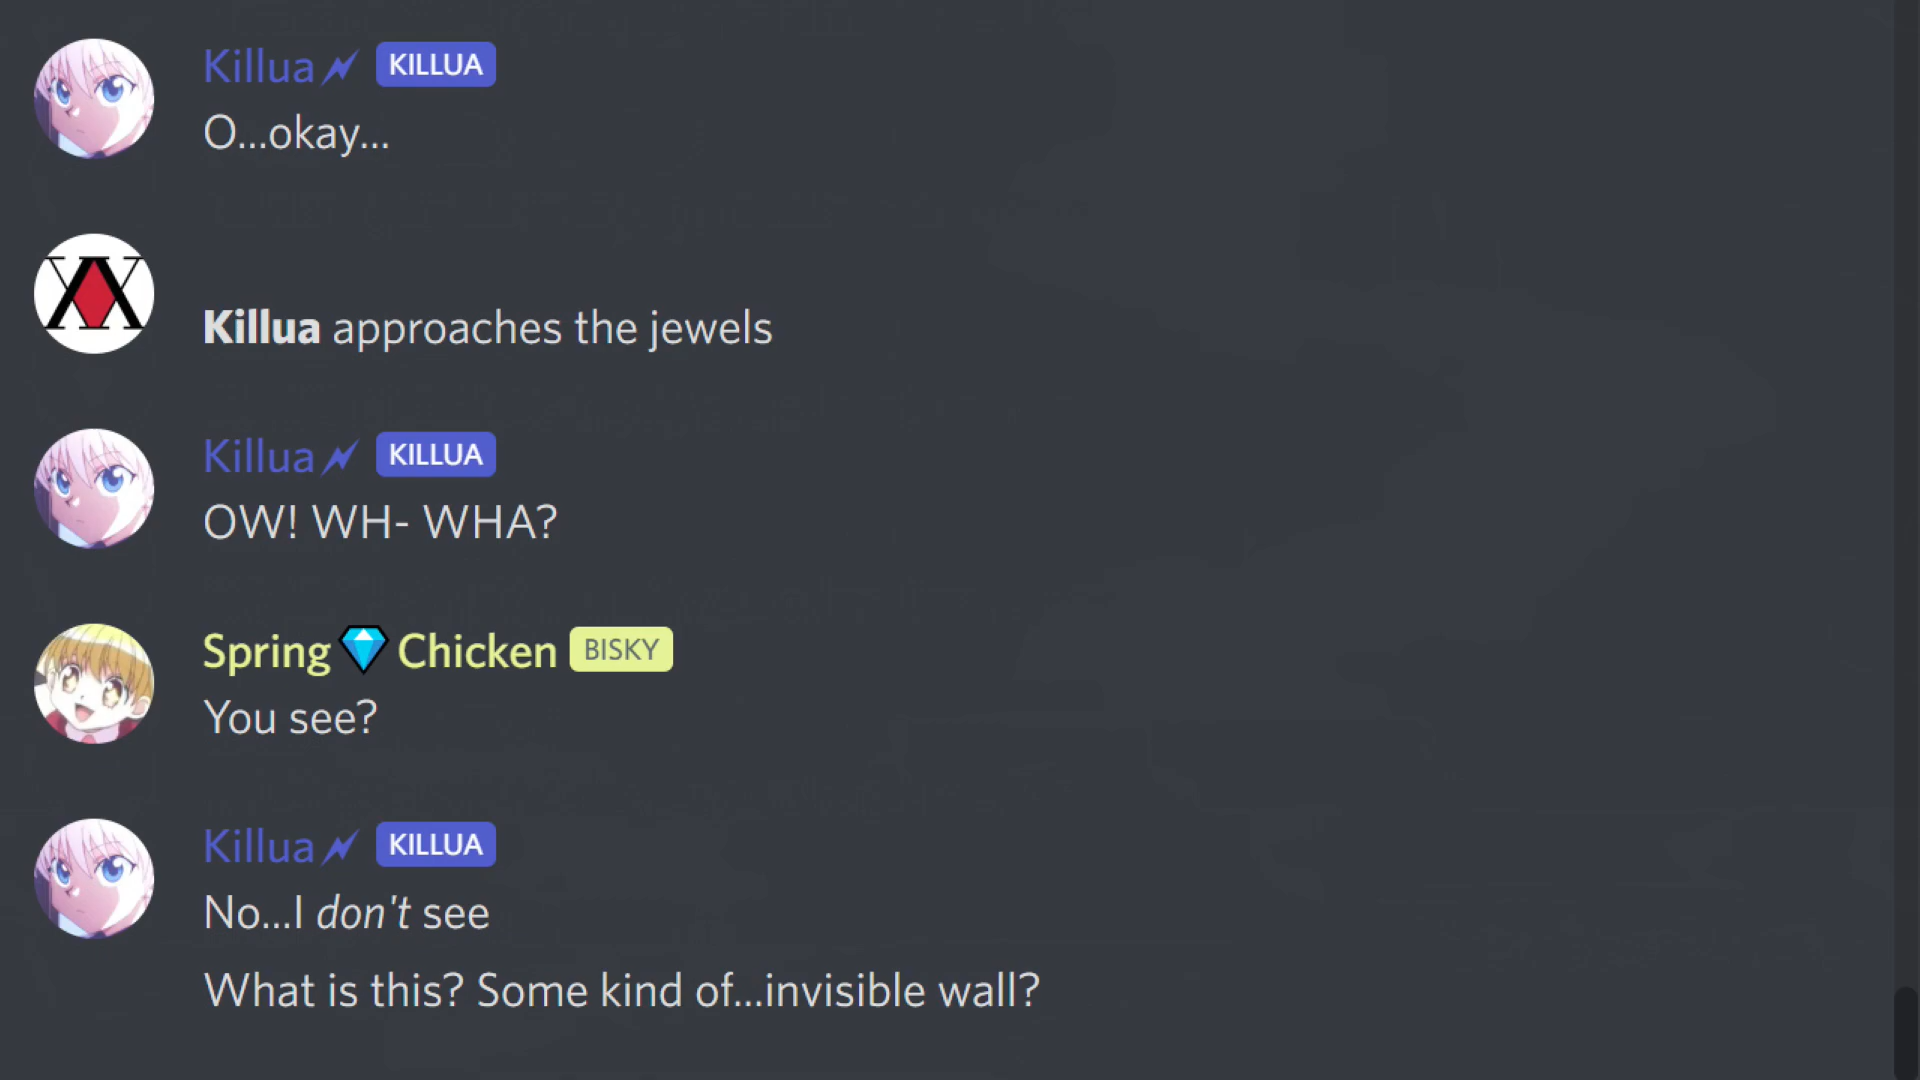 Killua KILLUA
O...okay...
Killua approaches the jewels
Killua KILLUA
OW! WH- WHA?
Spring💎Chicken BISKY
You see?
Killua KILLUA
No...I don't see
What is this? Some kind of...invisible wall?